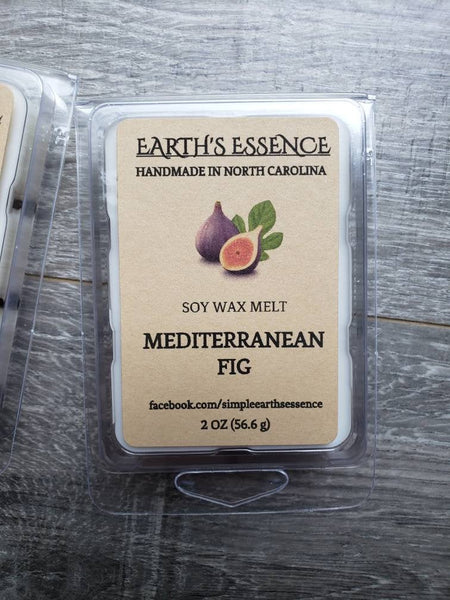 EARTH'S ESSENCE
HANDMADE IN NORTH CAROLINA
SOY WAX MELT
MEDITERRANEAN
FIG
facebook.com/simpleearthsessence
2 OZ (56.6 g)